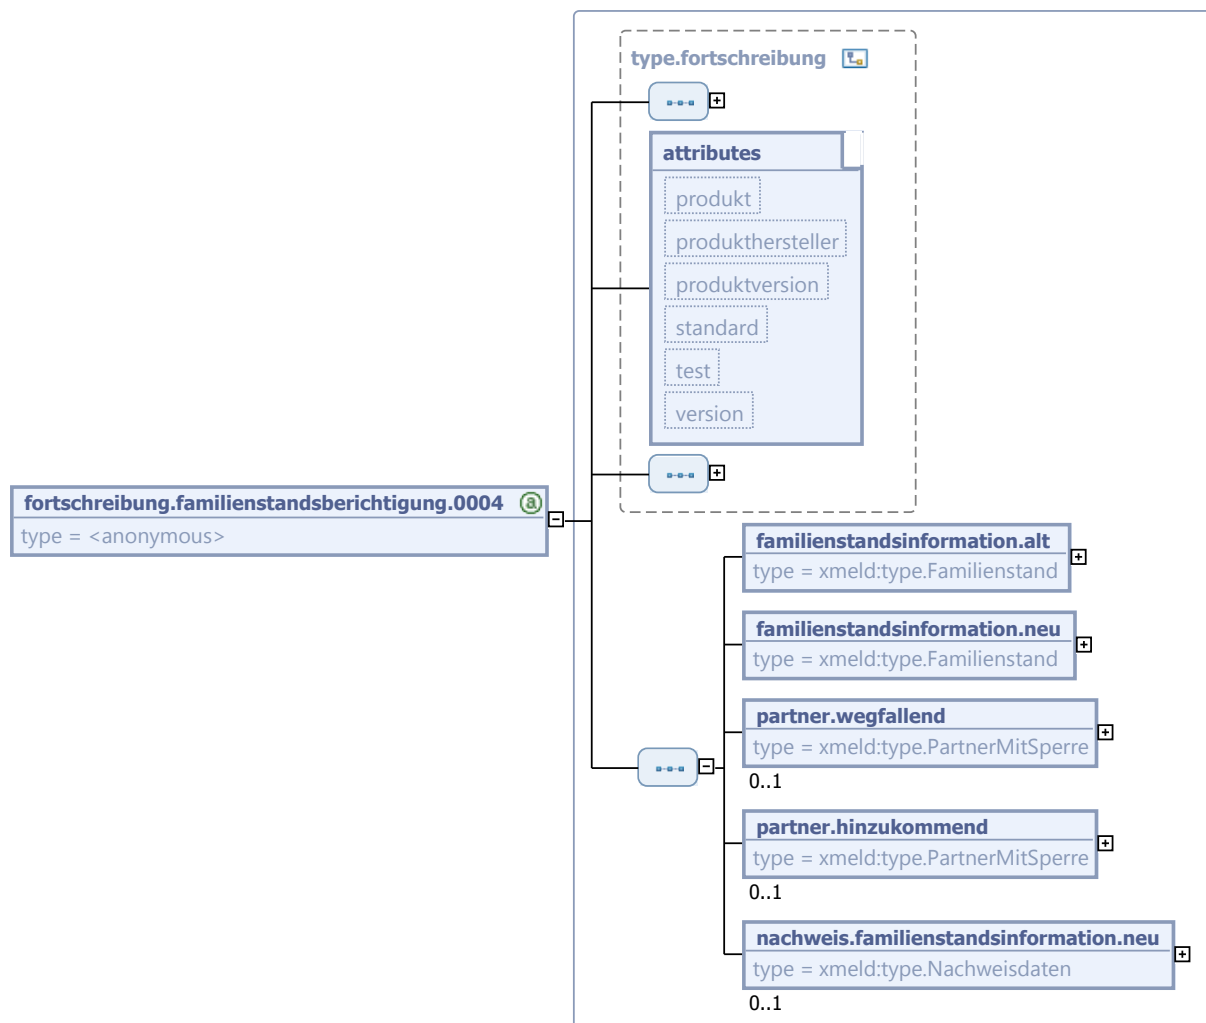 type.fortschreibung
attributes
produkt
produkthersteller
produktversion
standard
test
version
fortschreibung.familienstandsberichtigung.0004 a
type = <anonymous>
familienstandsinformation.alt
type = xmeld:type.Familienstand
familienstandsinformation.neu
type = xmeld:type.Familienstand
partner.wegfallend
type = xmeld:type.PartnerMitSperre
0..1
partner.hinzukommend
type = xmeld:type.PartnerMitSperre
0..1
nachweis.familienstandsinformation.neu
type = xmeld:type.Nachweisdaten
0..1